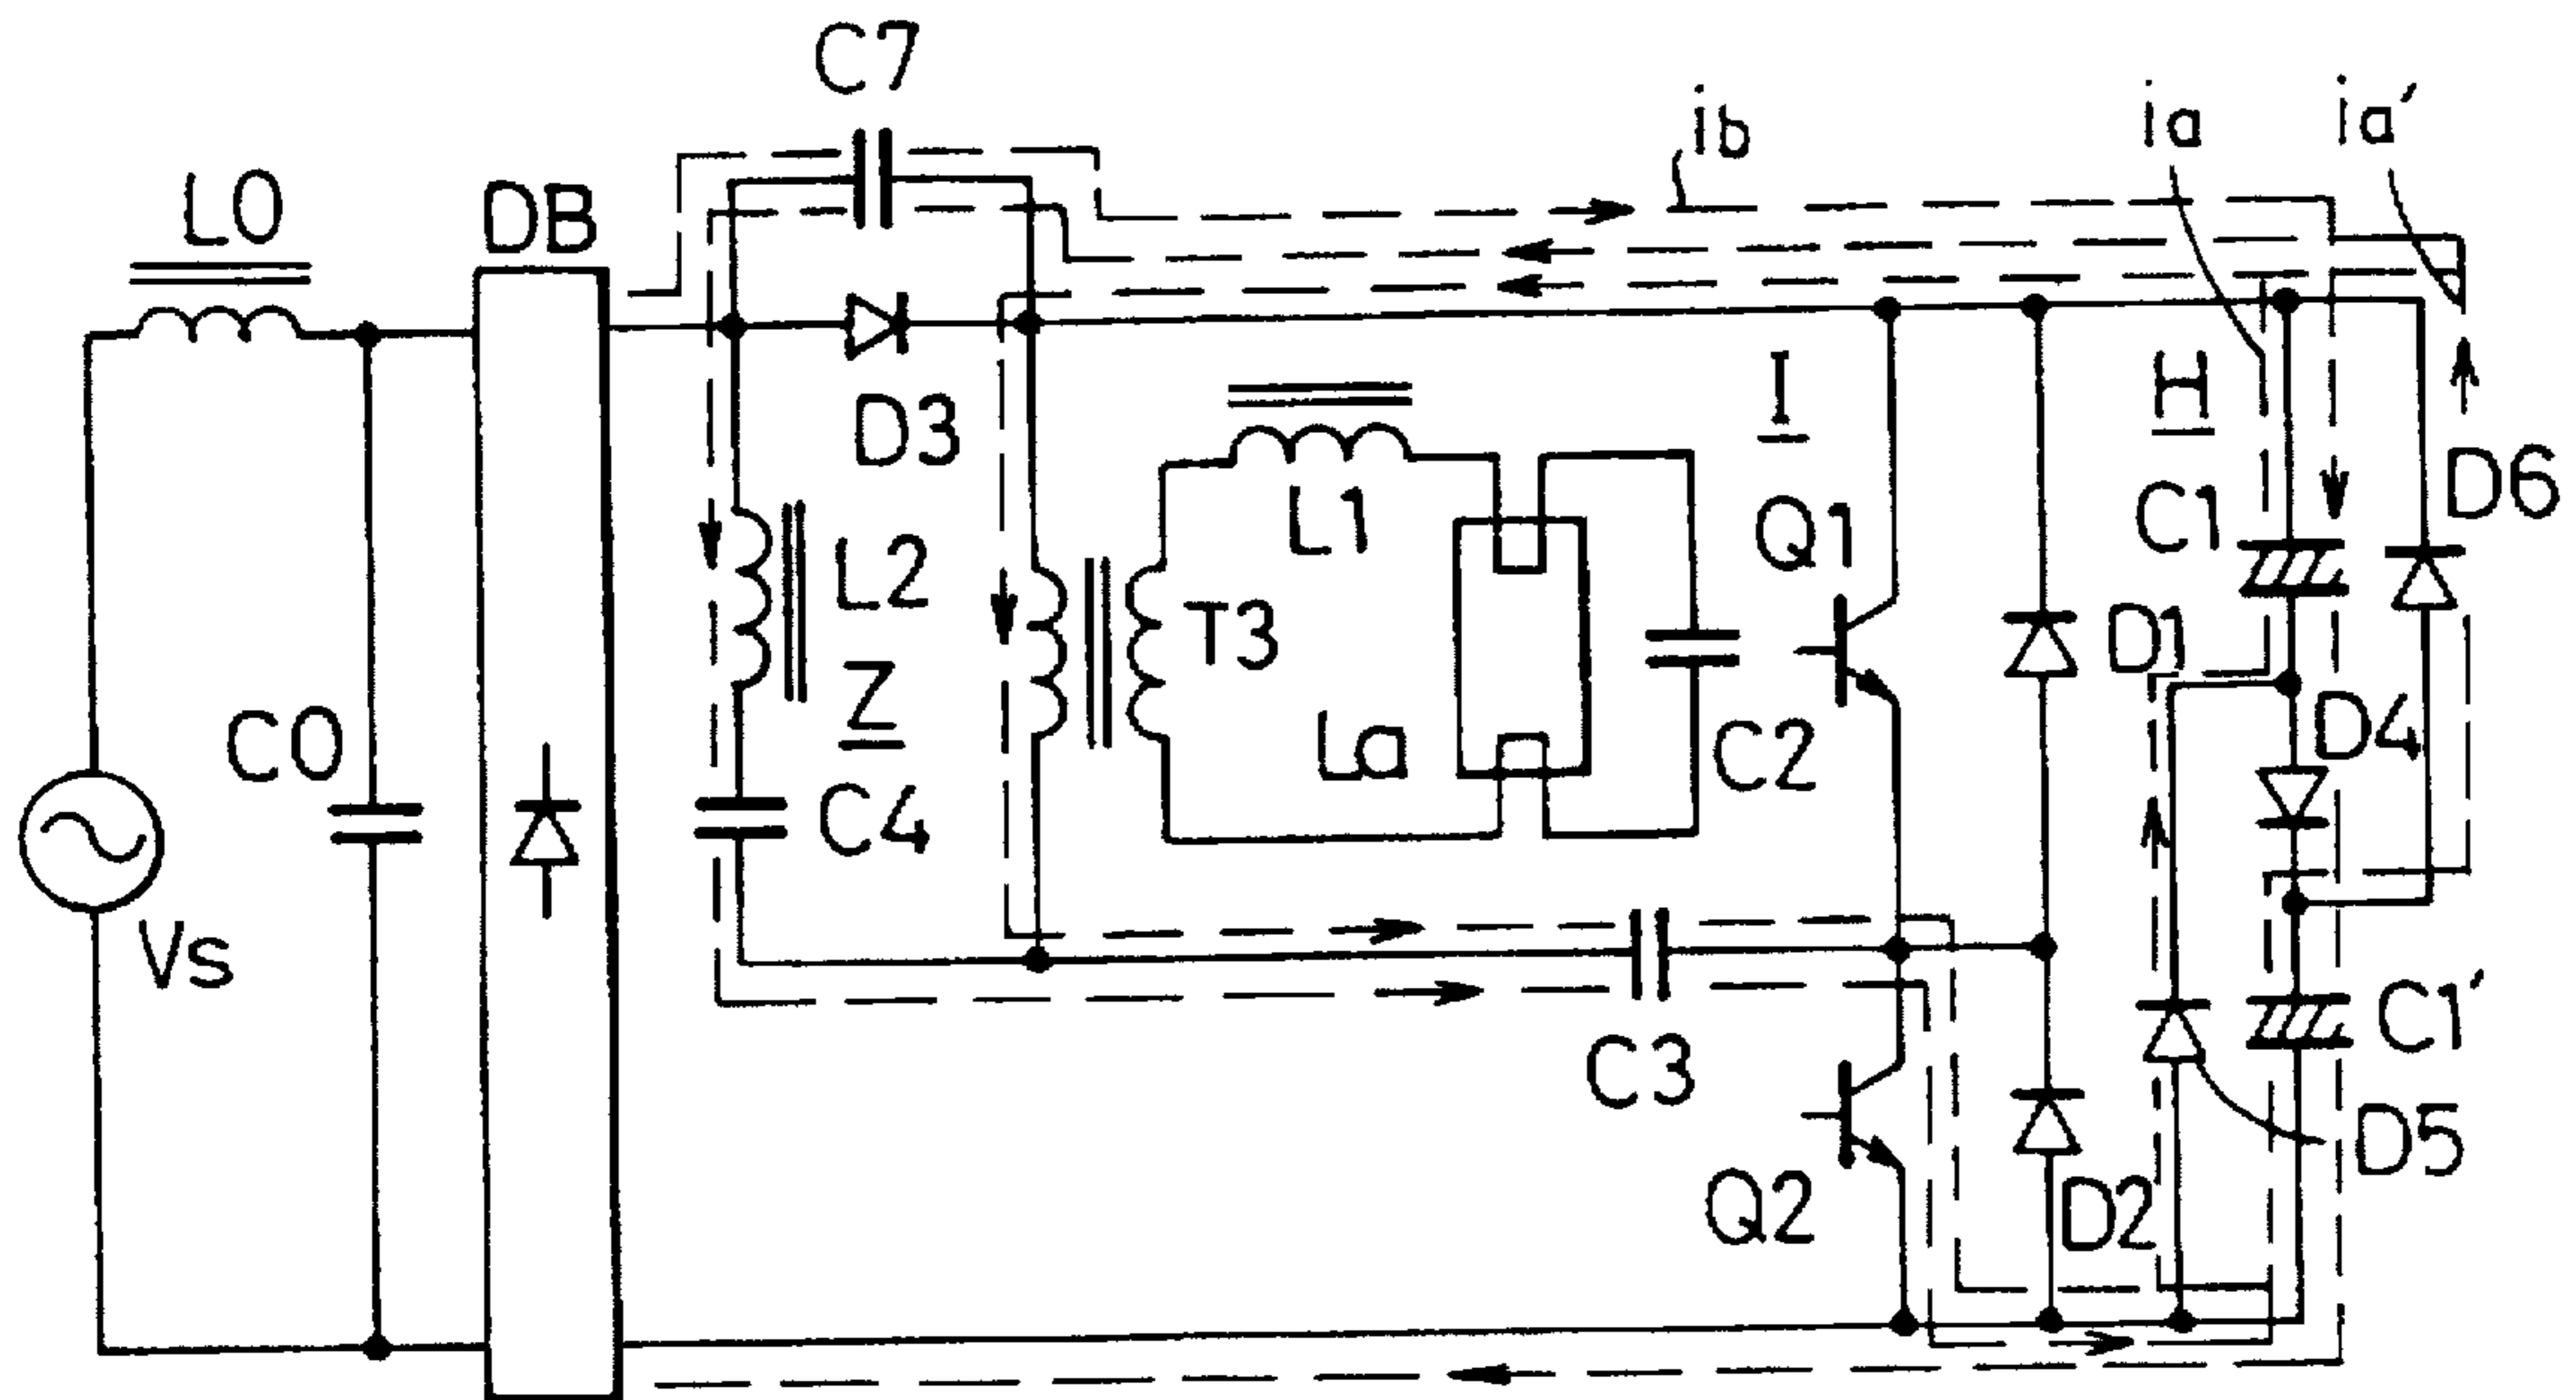 C7
ib
ia
ia′
L0
DB
D3
I
H
D6
L1
Q1
C1
L2
T3
D1
Z
La
C2
D4
C0
C4
Vs
C3
C1′
D5
Q2
D2